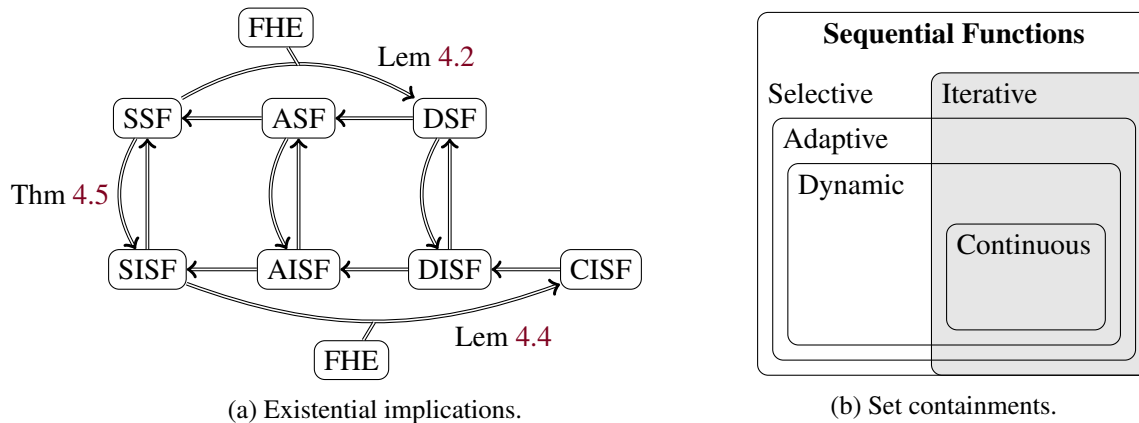 FHE
Lem 4.2
SSF
ASF
DSF
Thm 4.5
SISF
AISF
DISF
CISF
Lem 4.4
FHE
(a) Existential implications.
Sequential Functions
Selective
Iterative
Adaptive
Dynamic
Continuous
(b) Set containments.